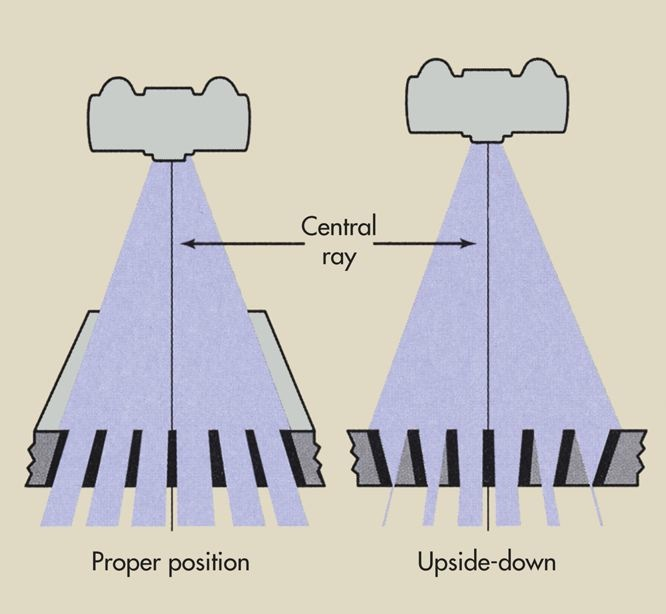 Central
ray
Proper position
Upside-down